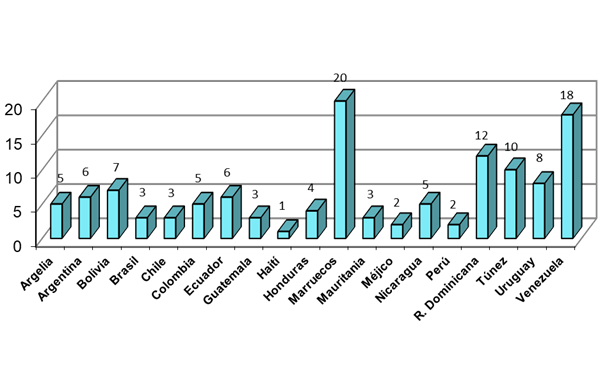 20
15
10
5
0
5
6
7
3
3
5
6
3
1
4
20
3
2
5
2
12
10
8
18
Argelia
Argentina
Bolivia
Brasil
Chile
Colombia
Ecuador
Guatemala
Haití
Honduras
Marruecos
Mauritania
Méjico
Nicaragua
Perú
R. Dominicana
Túnez
Uruguay
Venezuela